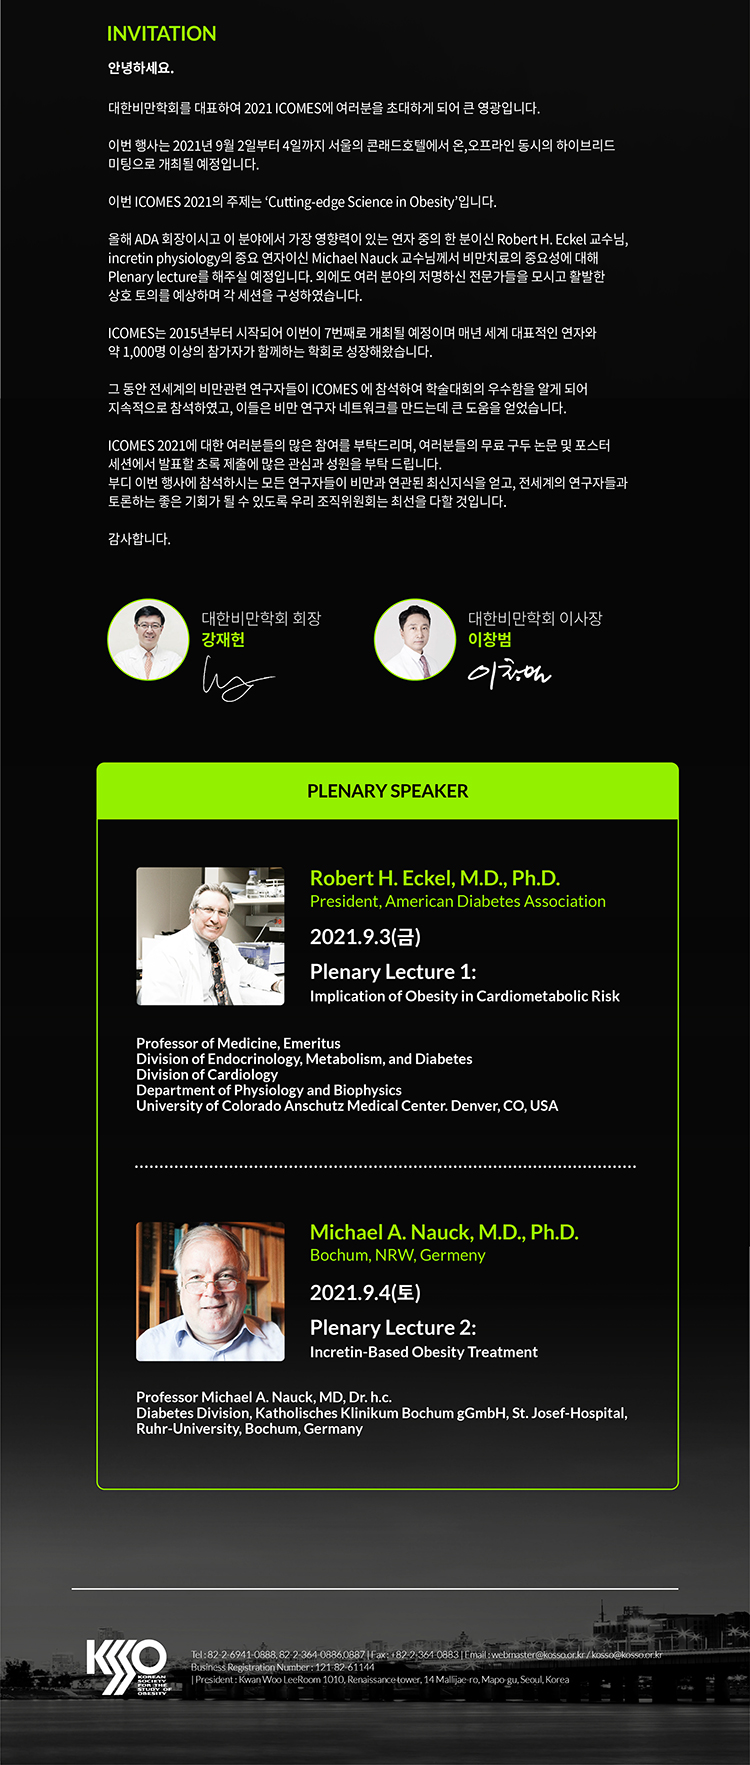 INVITATION
안녕하세요.
대한비만학회를 대표하여 2021 ICOMES에 여러분을 초대하게 되어 큰 영광입니다.
이번 행사는 2021년 9월 2일부터 4일까지 서울의 콘래드호텔에서 온,오프라인 동시의 하이브리드
미팅으로 개최될 예정입니다.
이번 ICOMES 2021의 주제는 ‘Cutting-edge Science in Obesity’입니다.
올해 ADA 회장이시고 이 분야에서 가장 영향력이 있는 연자 중의 한 분이신 Robert H. Eckel 교수님,
incretin physiology의 중요 연자이신 Michael Nauck 교수님께서 비만치료의 중요성에 대해
Plenary lecture를 해주실 예정입니다. 외에도 여러 분야의 저명하신 전문가들을 모시고 활발한
상호 토의를 예상하며 각 세션을 구성하였습니다.
ICOMES는 2015년부터 시작되어 이번이 7번째로 개최될 예정이며 매년 세계 대표적인 연자와
약 1,000명 이상의 참가자가 함께하는 학회로 성장해왔습니다.
그 동안 전세계의 비만관련 연구자들이 ICOMES 에 참석하여 학술대회의 우수함을 알게 되어
지속적으로 참석하였고, 이들은 비만 연구자 네트워크를 만드는데 큰 도움을 얻었습니다.
ICOMES 2021에 대한 여러분들의 많은 참여를 부탁드리며, 여러분들의 무료 구두 논문 및 포스터
세션에서 발표할 초록 제출에 많은 관심과 성원을 부탁 드립니다.
부디 이번 행사에 참석하시는 모든 연구자들이 비만과 연관된 최신지식을 얻고, 전세계의 연구자들과
토론하는 좋은 기회가 될 수 있도록 우리 조직위원회는 최선을 다할 것입니다.
감사합니다.
대한비만학회 회장
강재헌
대한비만학회 이사장
이창범
이창범
PLENARY SPEAKER
Robert H. Eckel, M.D., Ph.D.
President, American Diabetes Association
2021.9.3(금)
Plenary Lecture 1:
Implication of Obesity in Cardiometabolic Risk
Professor of Medicine, Emeritus
Division of Endocrinology, Metabolism, and Diabetes
Division of Cardiology
Department of Physiology and Biophysics
University of Colorado Anschutz Medical Center. Denver, CO, USA
Michael A. Nauck, M.D., Ph.D.
Bochum, NRW, Germeny
2021.9.4(토)
Plenary Lecture 2:
Incretin-Based Obesity Treatment
Professor Michael A. Nauck, MD, Dr. h.c.
Diabetes Division, Katholisches Klinikum Bochum gGmbH, St. Josef-Hospital,
Ruhr-University, Bochum, Germany
KSSO
KOREAN
SOCIETY
FOR THE
STUDY OF
OBESITY
Tel : 82-2-6941-0888, 82-2-364-0886,0887 | Fax : +82-2-364-0883 | Email : webmaster@kosso.or.kr / kosso@kosso.or.kr
Business Registration Number : 121-82-61144
| President : Kwan Woo LeeRoom 1010, Renaissance-tower, 14 Mallijae-ro, Mapo-gu, Seoul, Korea